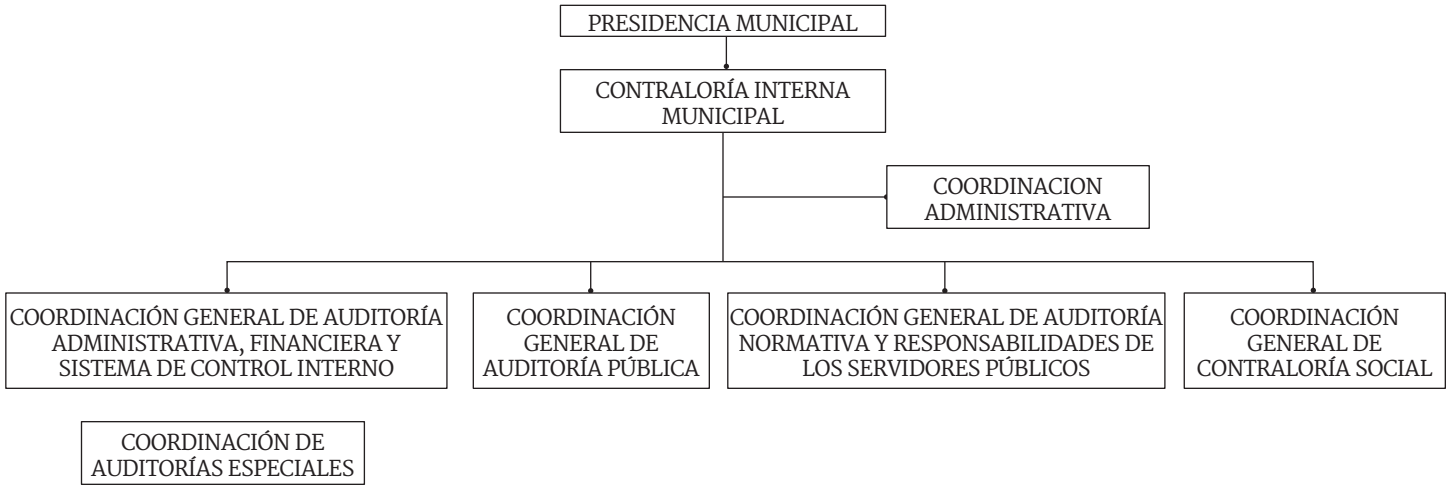 PRESIDENCIA MUNICIPAL
CONTRALORÍA INTERNA
MUNICIPAL
COORDINACION
ADMINISTRATIVA
COORDINACIÓN GENERAL DE AUDITORÍA
ADMINISTRATIVA, FINANCIERA Y
SISTEMA DE CONTROL INTERNO
COORDINACIÓN
GENERAL DE
AUDITORÍA PÚBLICA
COORDINACIÓN GENERAL DE AUDITORÍA
NORMATIVA Y RESPONSABILIDADES DE
LOS SERVIDORES PÚBLICOS
COORDINACIÓN
GENERAL DE
CONTRALORÍA SOCIAL
COORDINACIÓN DE
AUDITORÍAS ESPECIALES